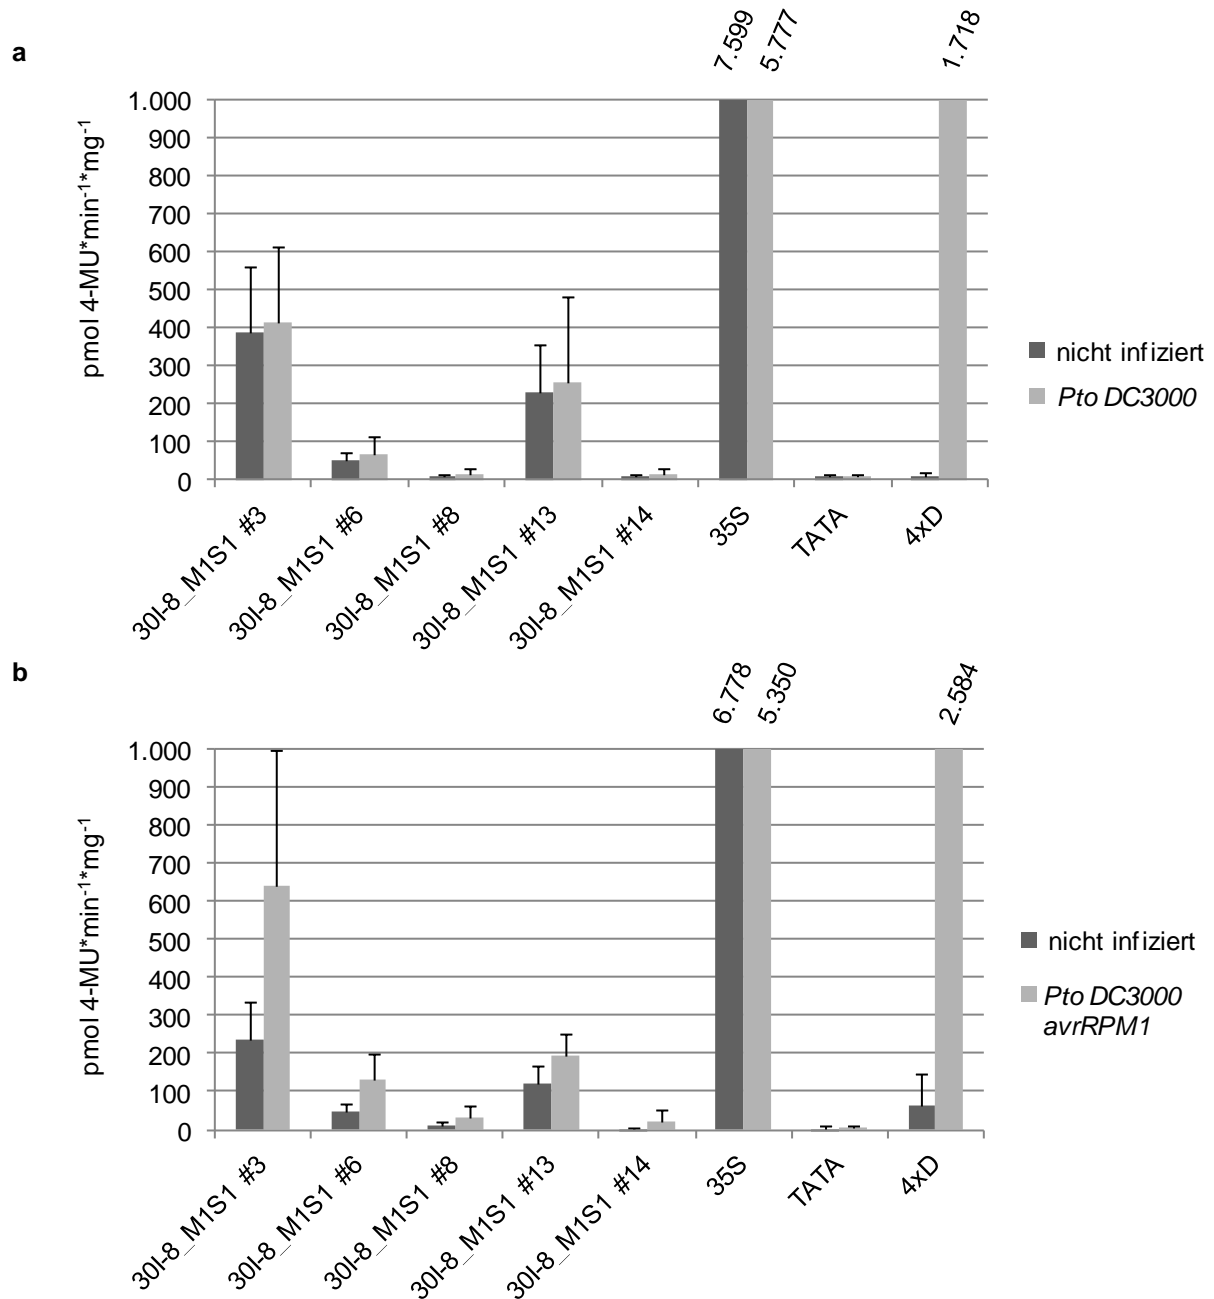 a
7.599
5.777
1.718
pmol 4-MU*min⁻¹*mg⁻¹
1.000
900
800
700
600
500
400
300
200
100
0
30I-8_M1S1 #3
30I-8_M1S1 #6
30I-8_M1S1 #8
30I-8_M1S1 #13
30I-8_M1S1 #14
35S
TATA
4xD
nicht infiziert
Pto DC3000
b
6.778
5.350
2.584
pmol 4-MU*min⁻¹*mg⁻¹
1.000
900
800
700
600
500
400
300
200
100
0
30I-8_M1S1 #3
30I-8_M1S1 #6
30I-8_M1S1 #8
30I-8_M1S1 #13
30I-8_M1S1 #14
35S
TATA
4xD
nicht infiziert
Pto DC3000
avrRPM1